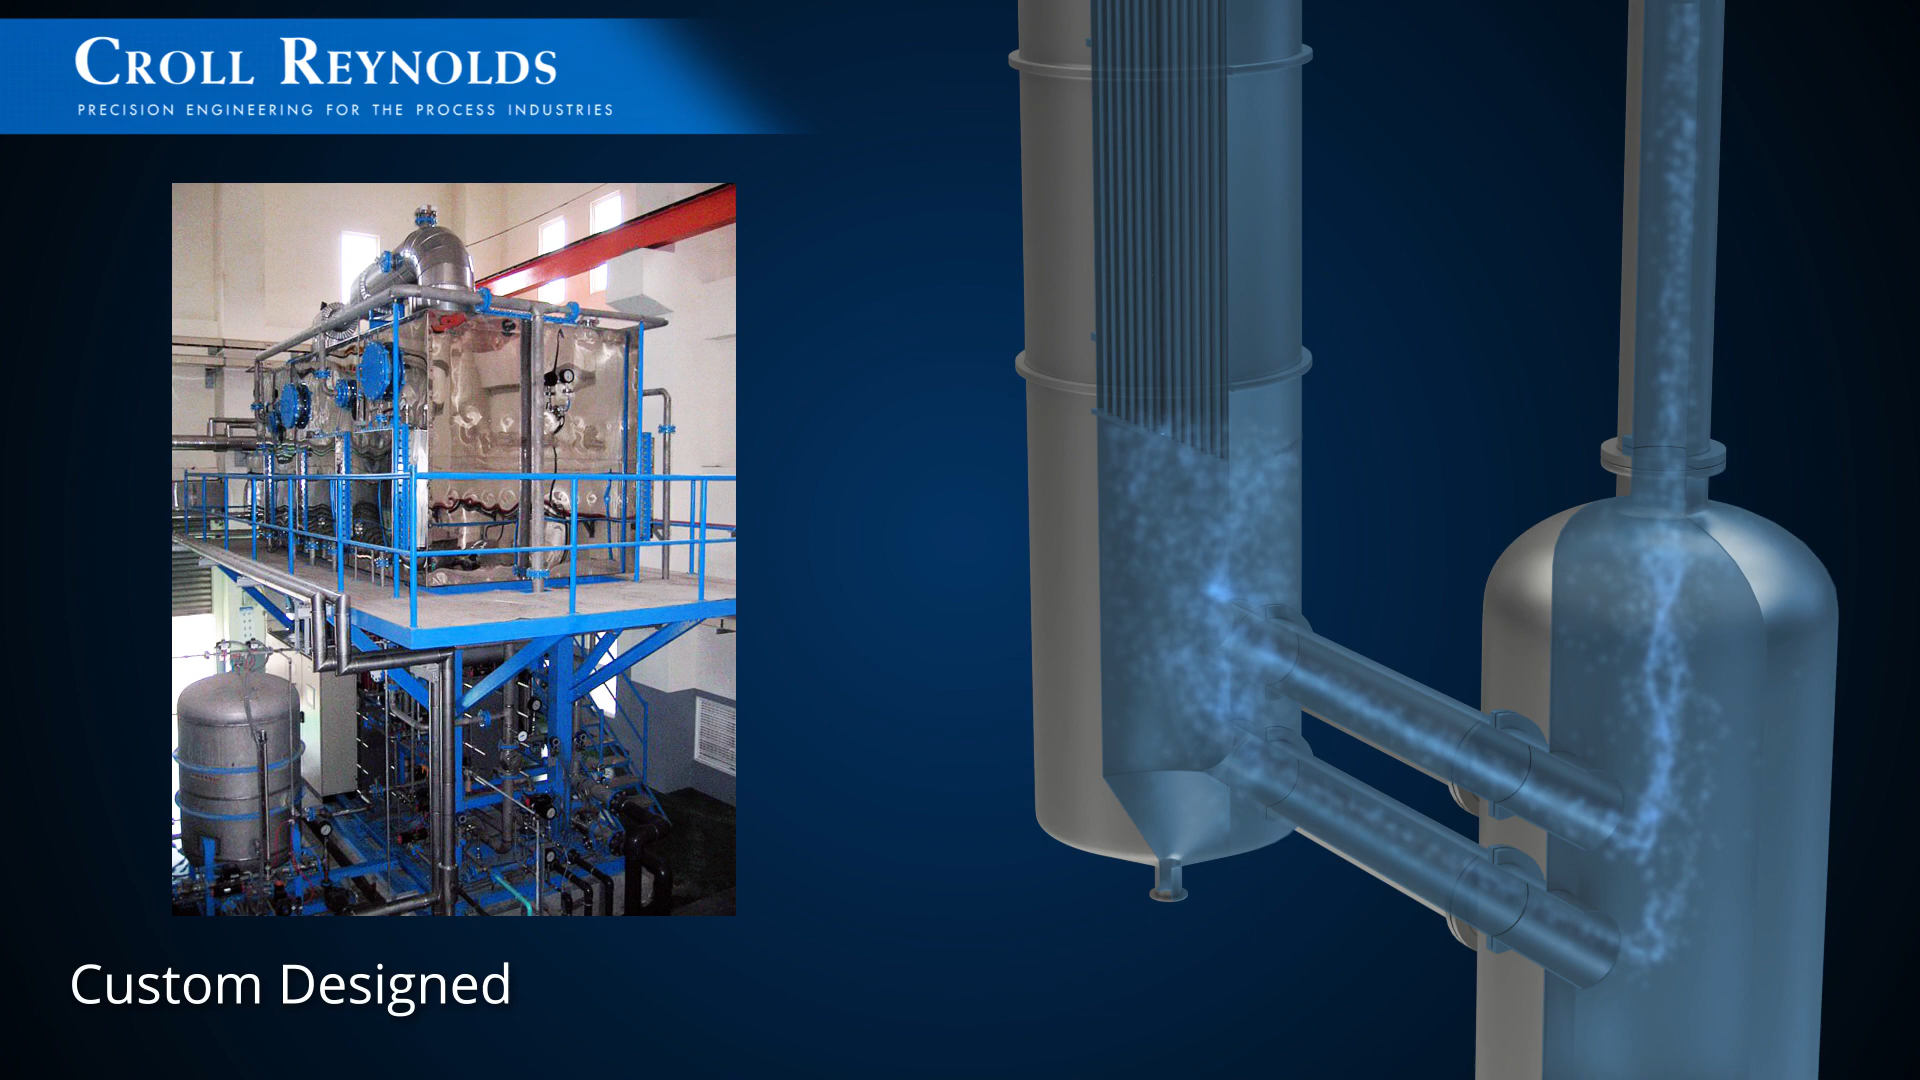 CROLL REYNOLDS
PRECISION ENGINEERING FOR THE PROCESS INDUSTRIES
Custom Designed